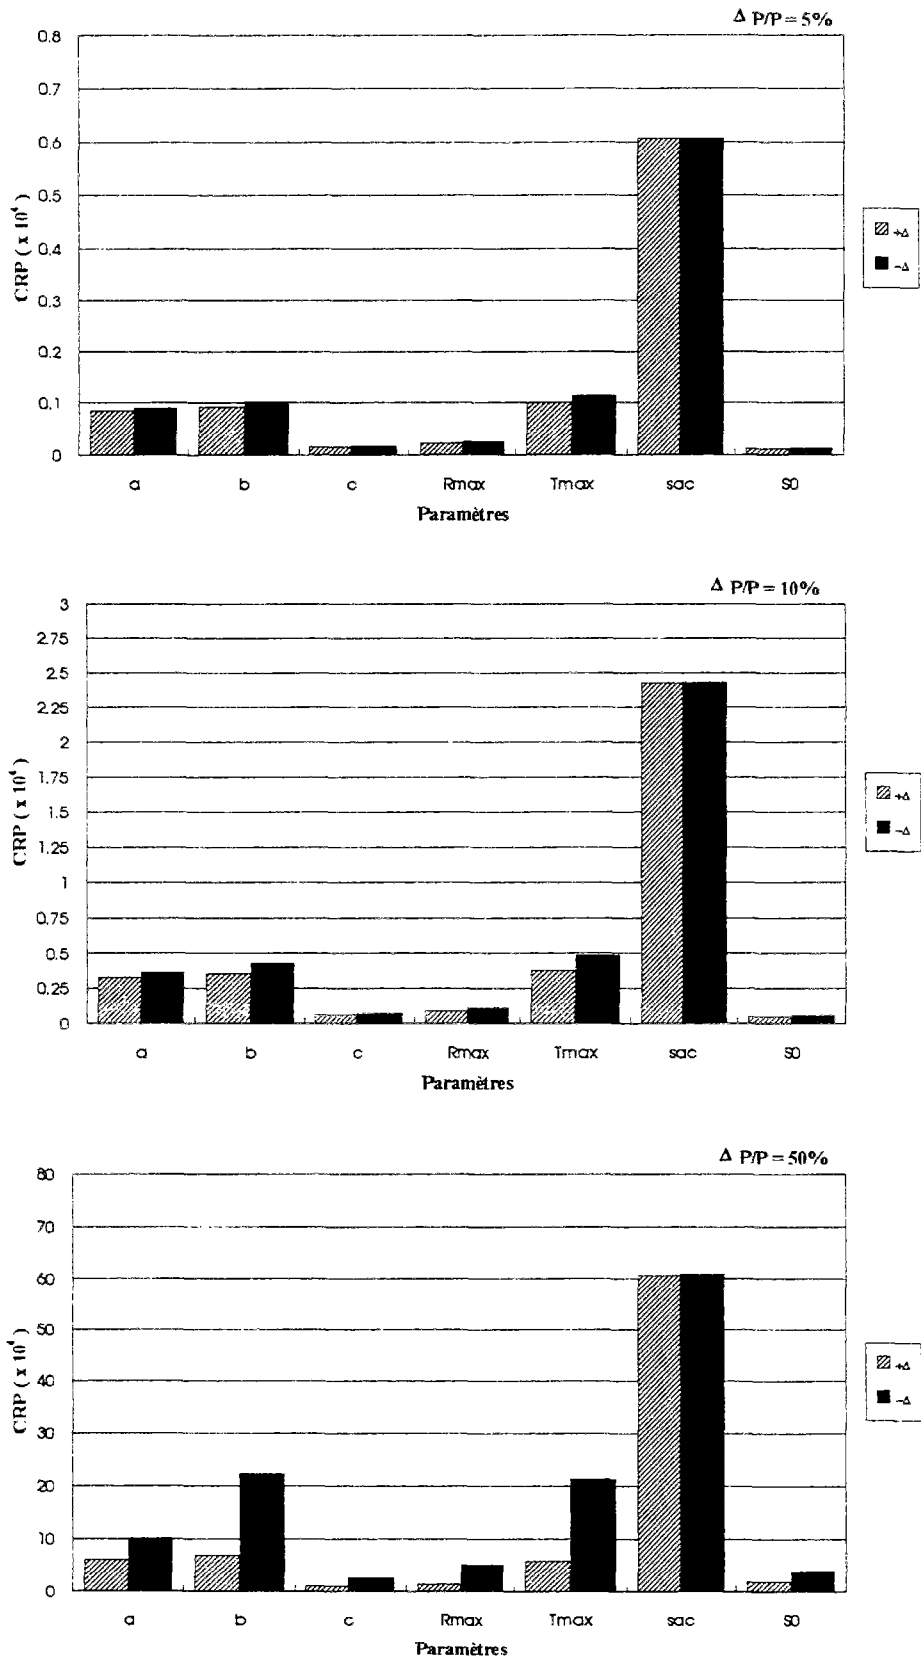 Δ P/P = 5%
0.8
0.7
0.6
0.5
0.4
0.3
0.2
0.1
0
CRP ( x 10⁴ )
a b c Rmax Tmax sac S0
Paramètres
+Δ
-Δ
Δ P/P = 10%
3
2.75
2.5
2.25
2
1.75
1.5
1.25
1
0.75
0.5
0.25
0
CRP ( x 10⁴ )
a b c Rmax Tmax sac S0
Paramètres
+Δ
-Δ
Δ P/P = 50%
80
70
60
50
40
30
20
10
0
CRP ( x 10⁴ )
a b c Rmax Tmax sac S0
Paramètres
+Δ
-Δ